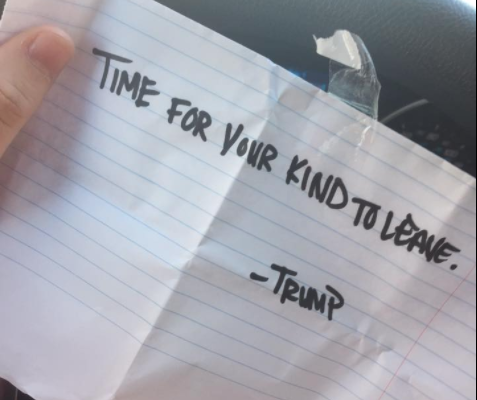 TIME FOR YOUR KIND TO LEAVE.
-TRUMP